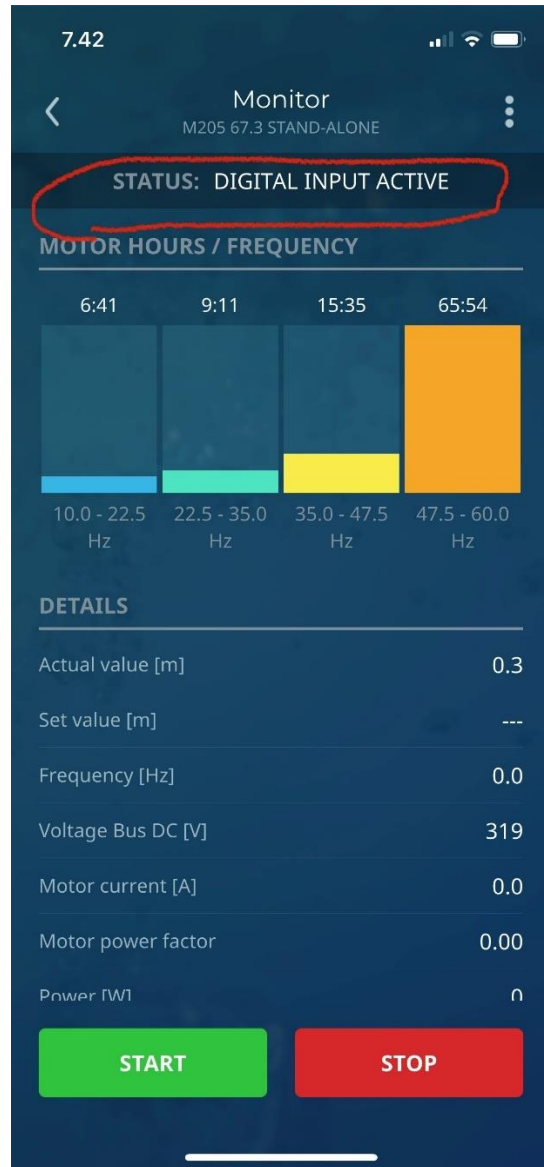 7.42
Monitor
M205 67.3 STAND-ALONE
STATUS: DIGITAL INPUT ACTIVE
MOTOR HOURS / FREQUENCY
6:41 9:11 15:35 65:54
10.0 - 22.5 22.5 - 35.0 35.0 - 47.5 47.5 - 60.0
Hz Hz Hz Hz
DETAILS
Actual value [m] 0.3
Set value [m] ---
Frequency [Hz] 0.0
Voltage Bus DC [V] 319
Motor current [A] 0.0
Motor power factor 0.00
Power [W] 0
START STOP